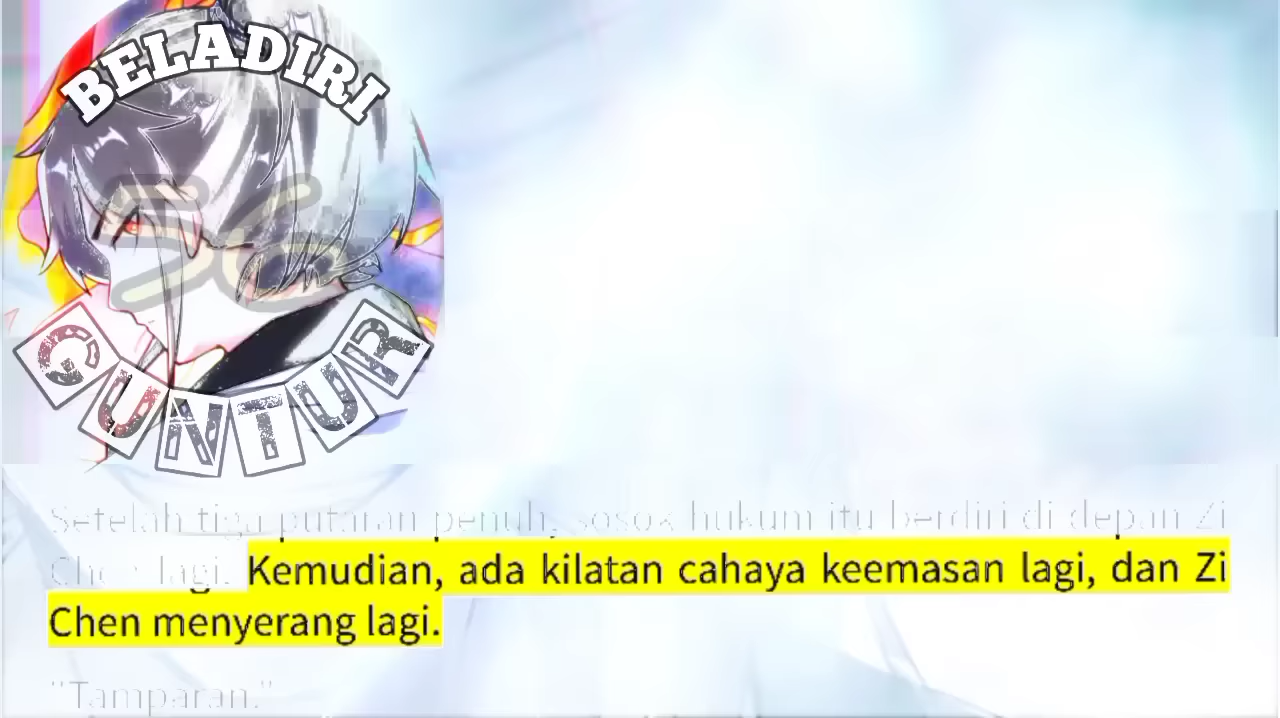 BELADIRI
56
GUNTUR
Setelah tiga putaran penuh, sosok hukum itu berdiri di depan Zi
Chen lagi. Kemudian, ada kilatan cahaya keemasan lagi, dan Zi
Chen menyerang lagi.
"Tamparan."